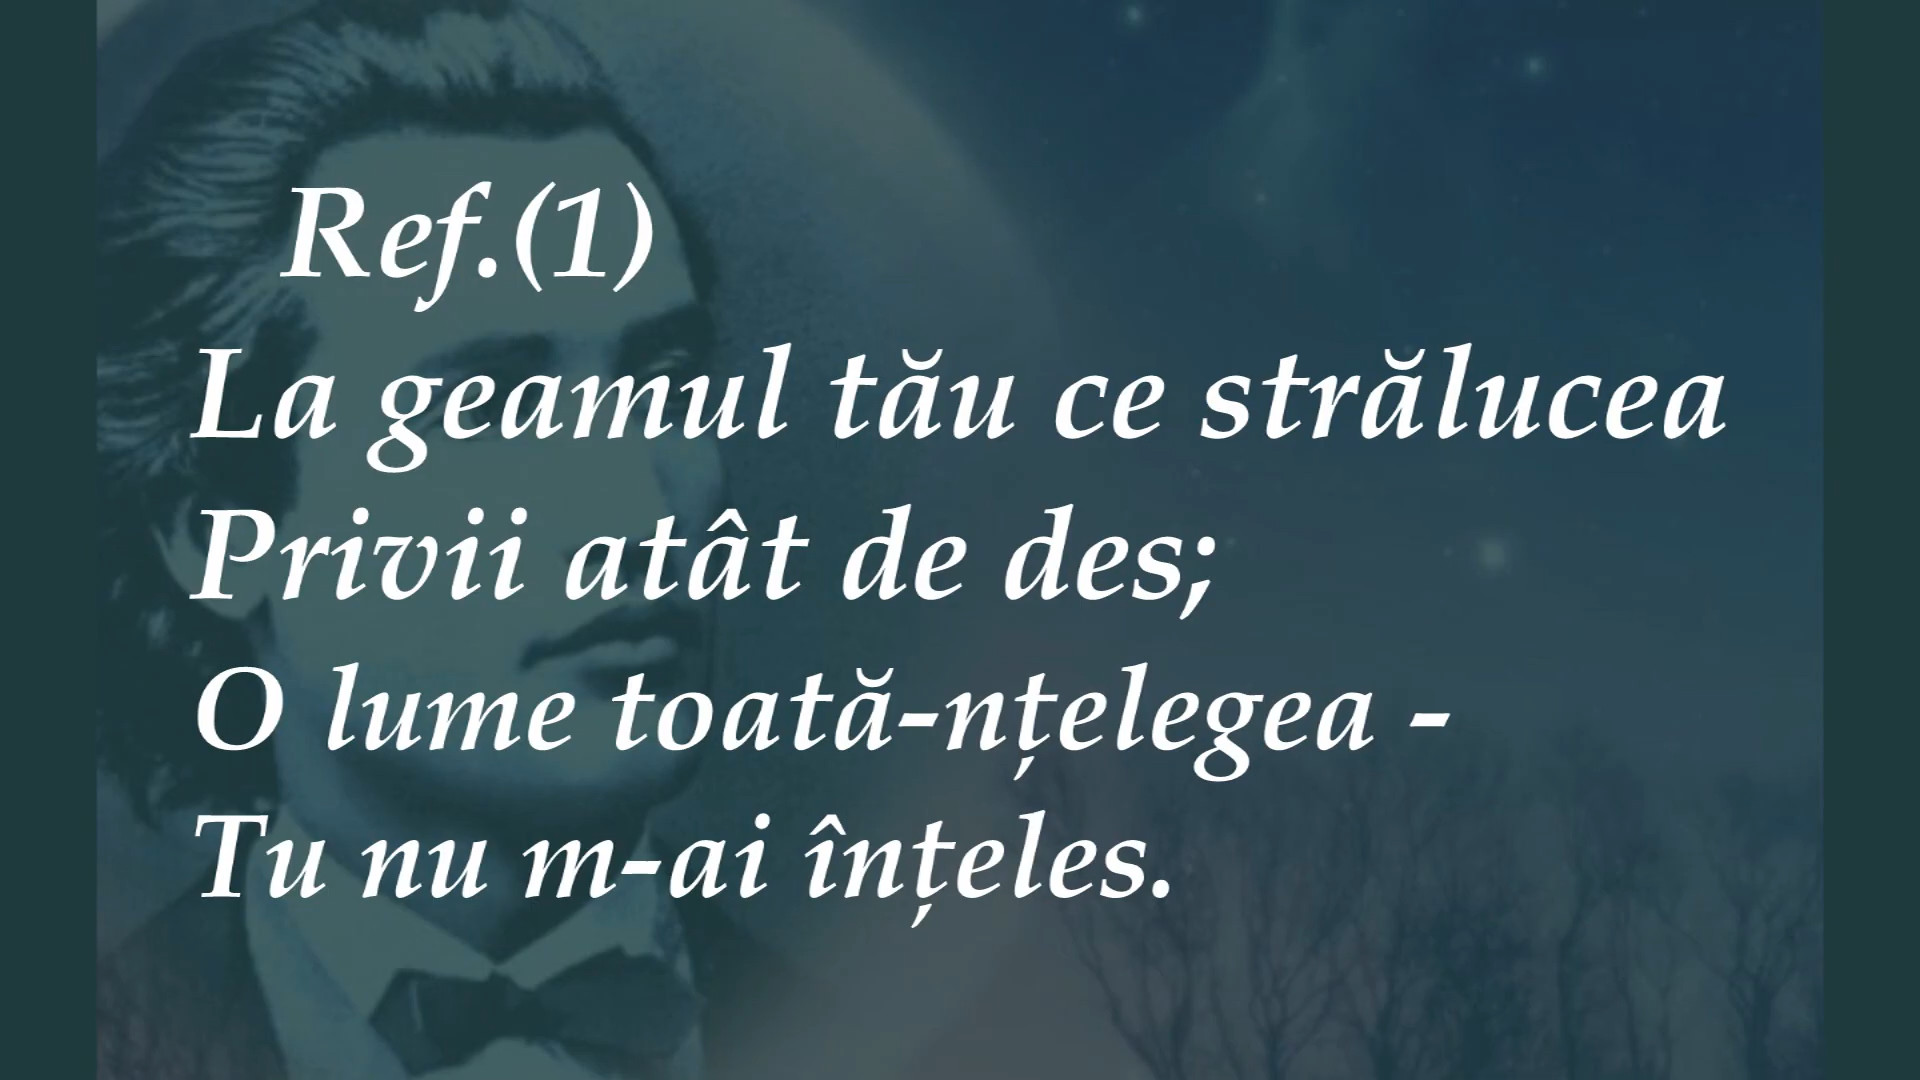 Ref.(1)
La geamul tău ce strălucea
Privii atât de des;
O lume toată-nțelegea -
Tu nu m-ai înțeles.